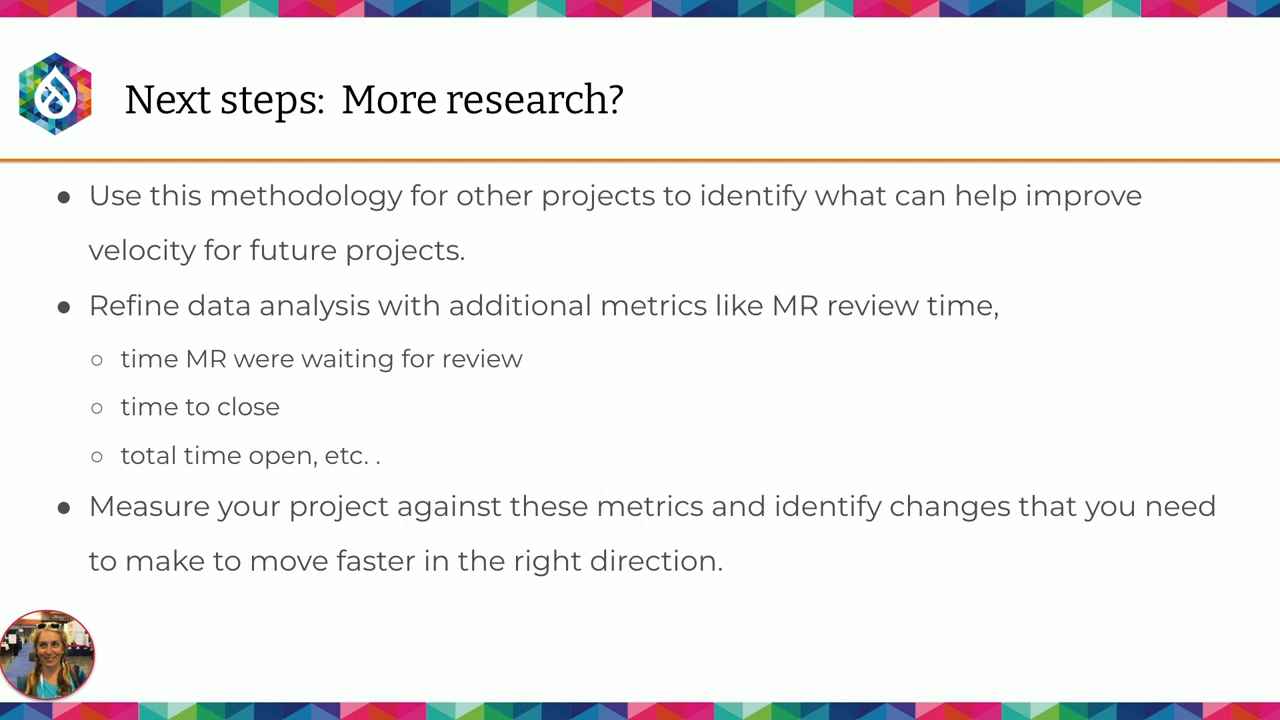 Next steps:  More research?
● Use this methodology for other projects to identify what can help improve
velocity for future projects.
● Refine data analysis with additional metrics like MR review time,
○ time MR were waiting for review
○ time to close
○ total time open, etc. .
● Measure your project against these metrics and identify changes that you need
to make to move faster in the right direction.